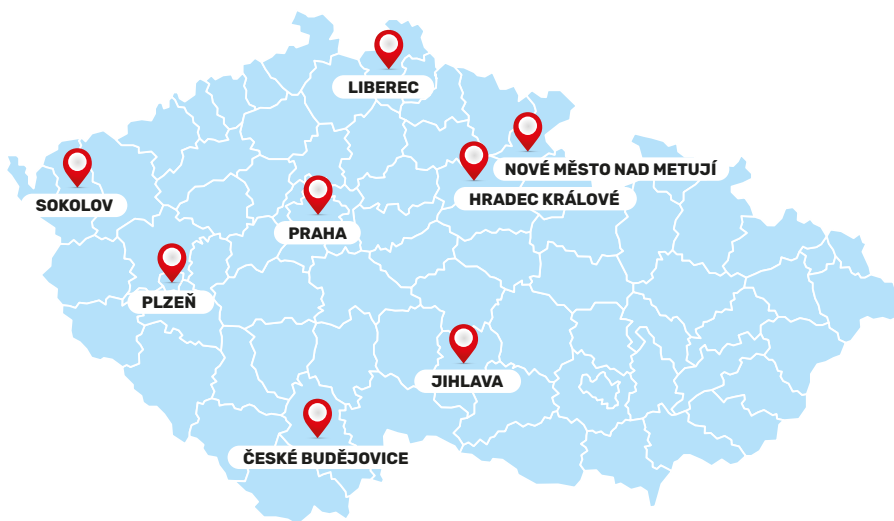 LIBEREC
NOVÉ MĚSTO NAD METUJÍ
HRADEC KRÁLOVÉ
SOKOLOV
PRAHA
PLZEŇ
JIHLAVA
ČESKÉ BUDĚJOVICE